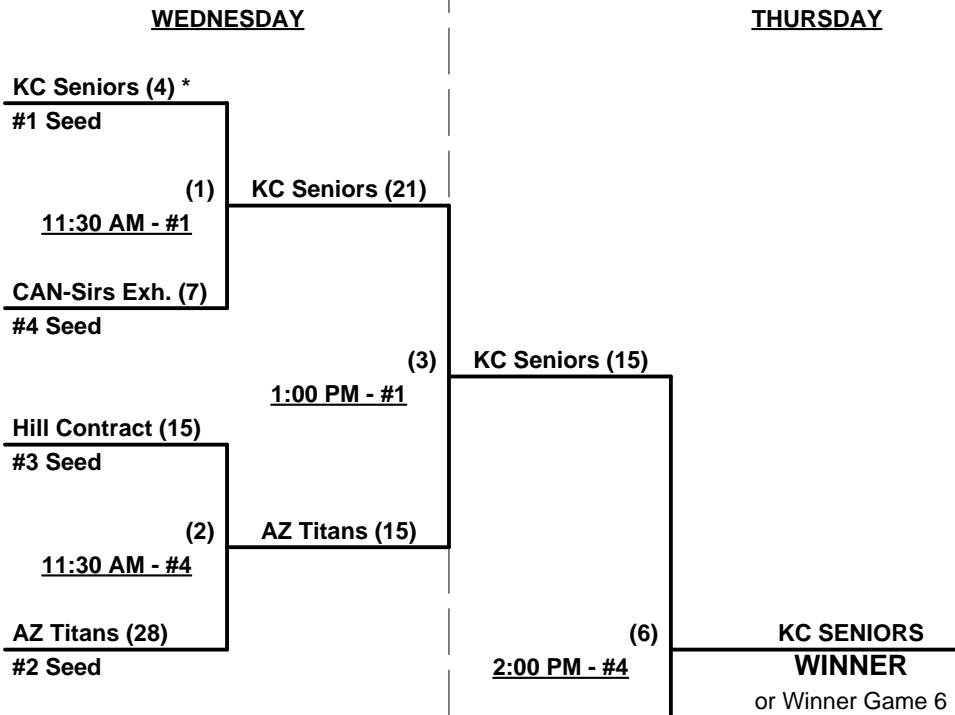 WEDNESDAY
THURSDAY
KC Seniors (4) *
#1 Seed
(1)
KC Seniors (21)
11:30 AM - #1
CAN-Sirs Exh. (7)
#4 Seed
(3)
KC Seniors (15)
1:00 PM - #1
Hill Contract (15)
#3 Seed
(2)
AZ Titans (15)
11:30 AM - #4
AZ Titans (28)
#2 Seed
(6)
KC SENIORS
2:00 PM - #4
WINNER
or Winner Game 6